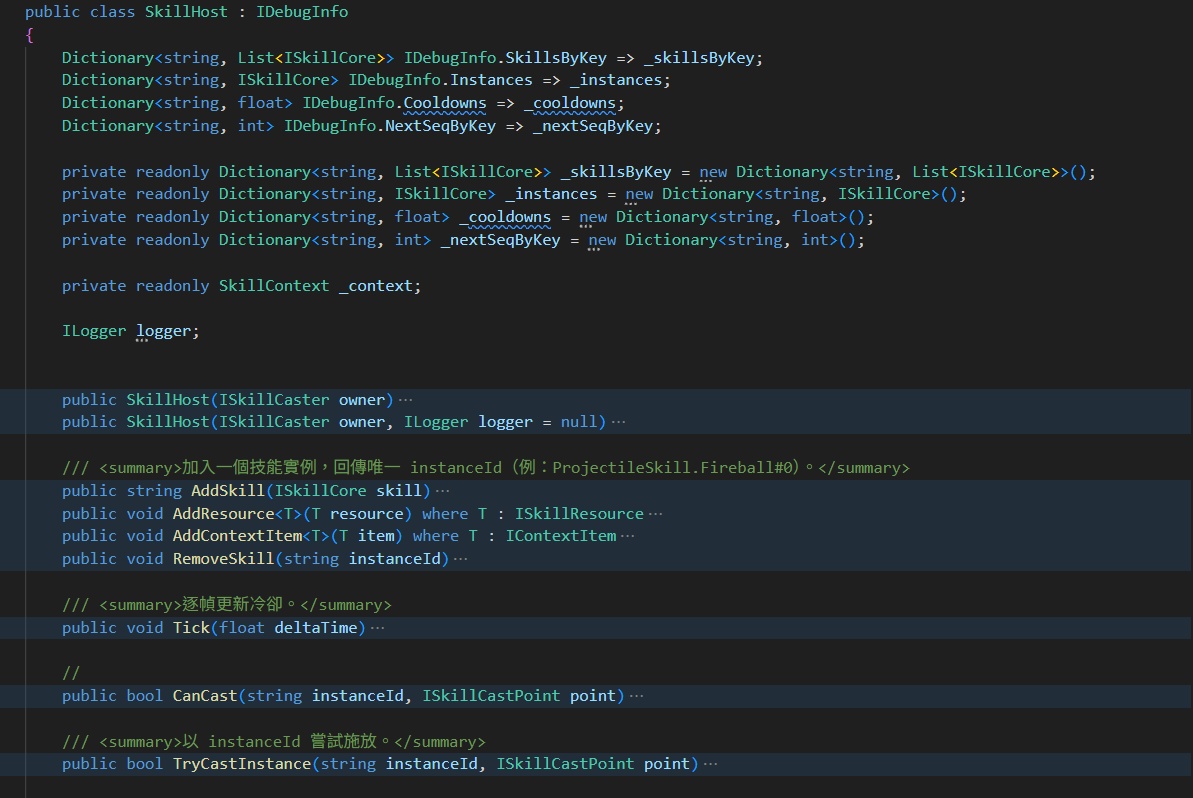 public class SkillHost : IDebugInfo
{
Dictionary<string, List<ISkillCore>> IDebugInfo.SkillsByKey => _skillsByKey;
Dictionary<string, ISkillCore> IDebugInfo.Instances => _instances;
Dictionary<string, float> IDebugInfo.Cooldowns => _cooldowns;
Dictionary<string, int> IDebugInfo.NextSeqByKey => _nextSeqByKey;
private readonly Dictionary<string, List<ISkillCore>> _skillsByKey = new Dictionary<string, List<ISkillCore>>();
private readonly Dictionary<string, ISkillCore> _instances = new Dictionary<string, ISkillCore>();
private readonly Dictionary<string, float> _cooldowns = new Dictionary<string, float>();
private readonly Dictionary<string, int> _nextSeqByKey = new Dictionary<string, int>();
private readonly SkillContext _context;
ILogger logger;
public SkillHost(ISkillCaster owner)⋯
public SkillHost(ISkillCaster owner, ILogger logger = null)⋯
/// <summary>加入一個技能實例，回傳唯一 instanceId（例：ProjectileSkill.Fireball#0）。</summary>
public string AddSkill(ISkillCore skill)⋯
public void AddResource<T>(T resource) where T : ISkillResource⋯
public void AddContextItem<T>(T item) where T : IContextItem⋯
public void RemoveSkill(string instanceId)⋯
/// <summary>逐幀更新冷卻。</summary>
public void Tick(float deltaTime)⋯
//
public bool CanCast(string instanceId, ISkillCastPoint point)⋯
/// <summary>以 instanceId 嘗試施放。</summary>
public bool TryCastInstance(string instanceId, ISkillCastPoint point)⋯